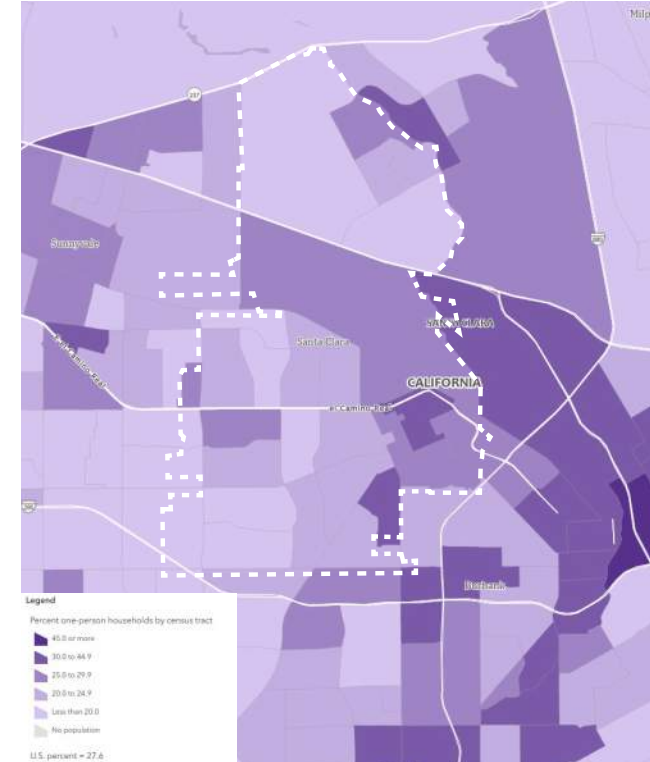 Milp
237
Sunnyvale
680
SANTA CLARA
Santa Clara
CALIFORNIA
El Camino Real
El Camino Real
280
Burbank
Legend
Percent one-person households by census tract
45.0 or more
30.0 to 44.9
25.0 to 29.9
20.0 to 24.9
Less than 20.0
No population
U.S. percent = 27.6